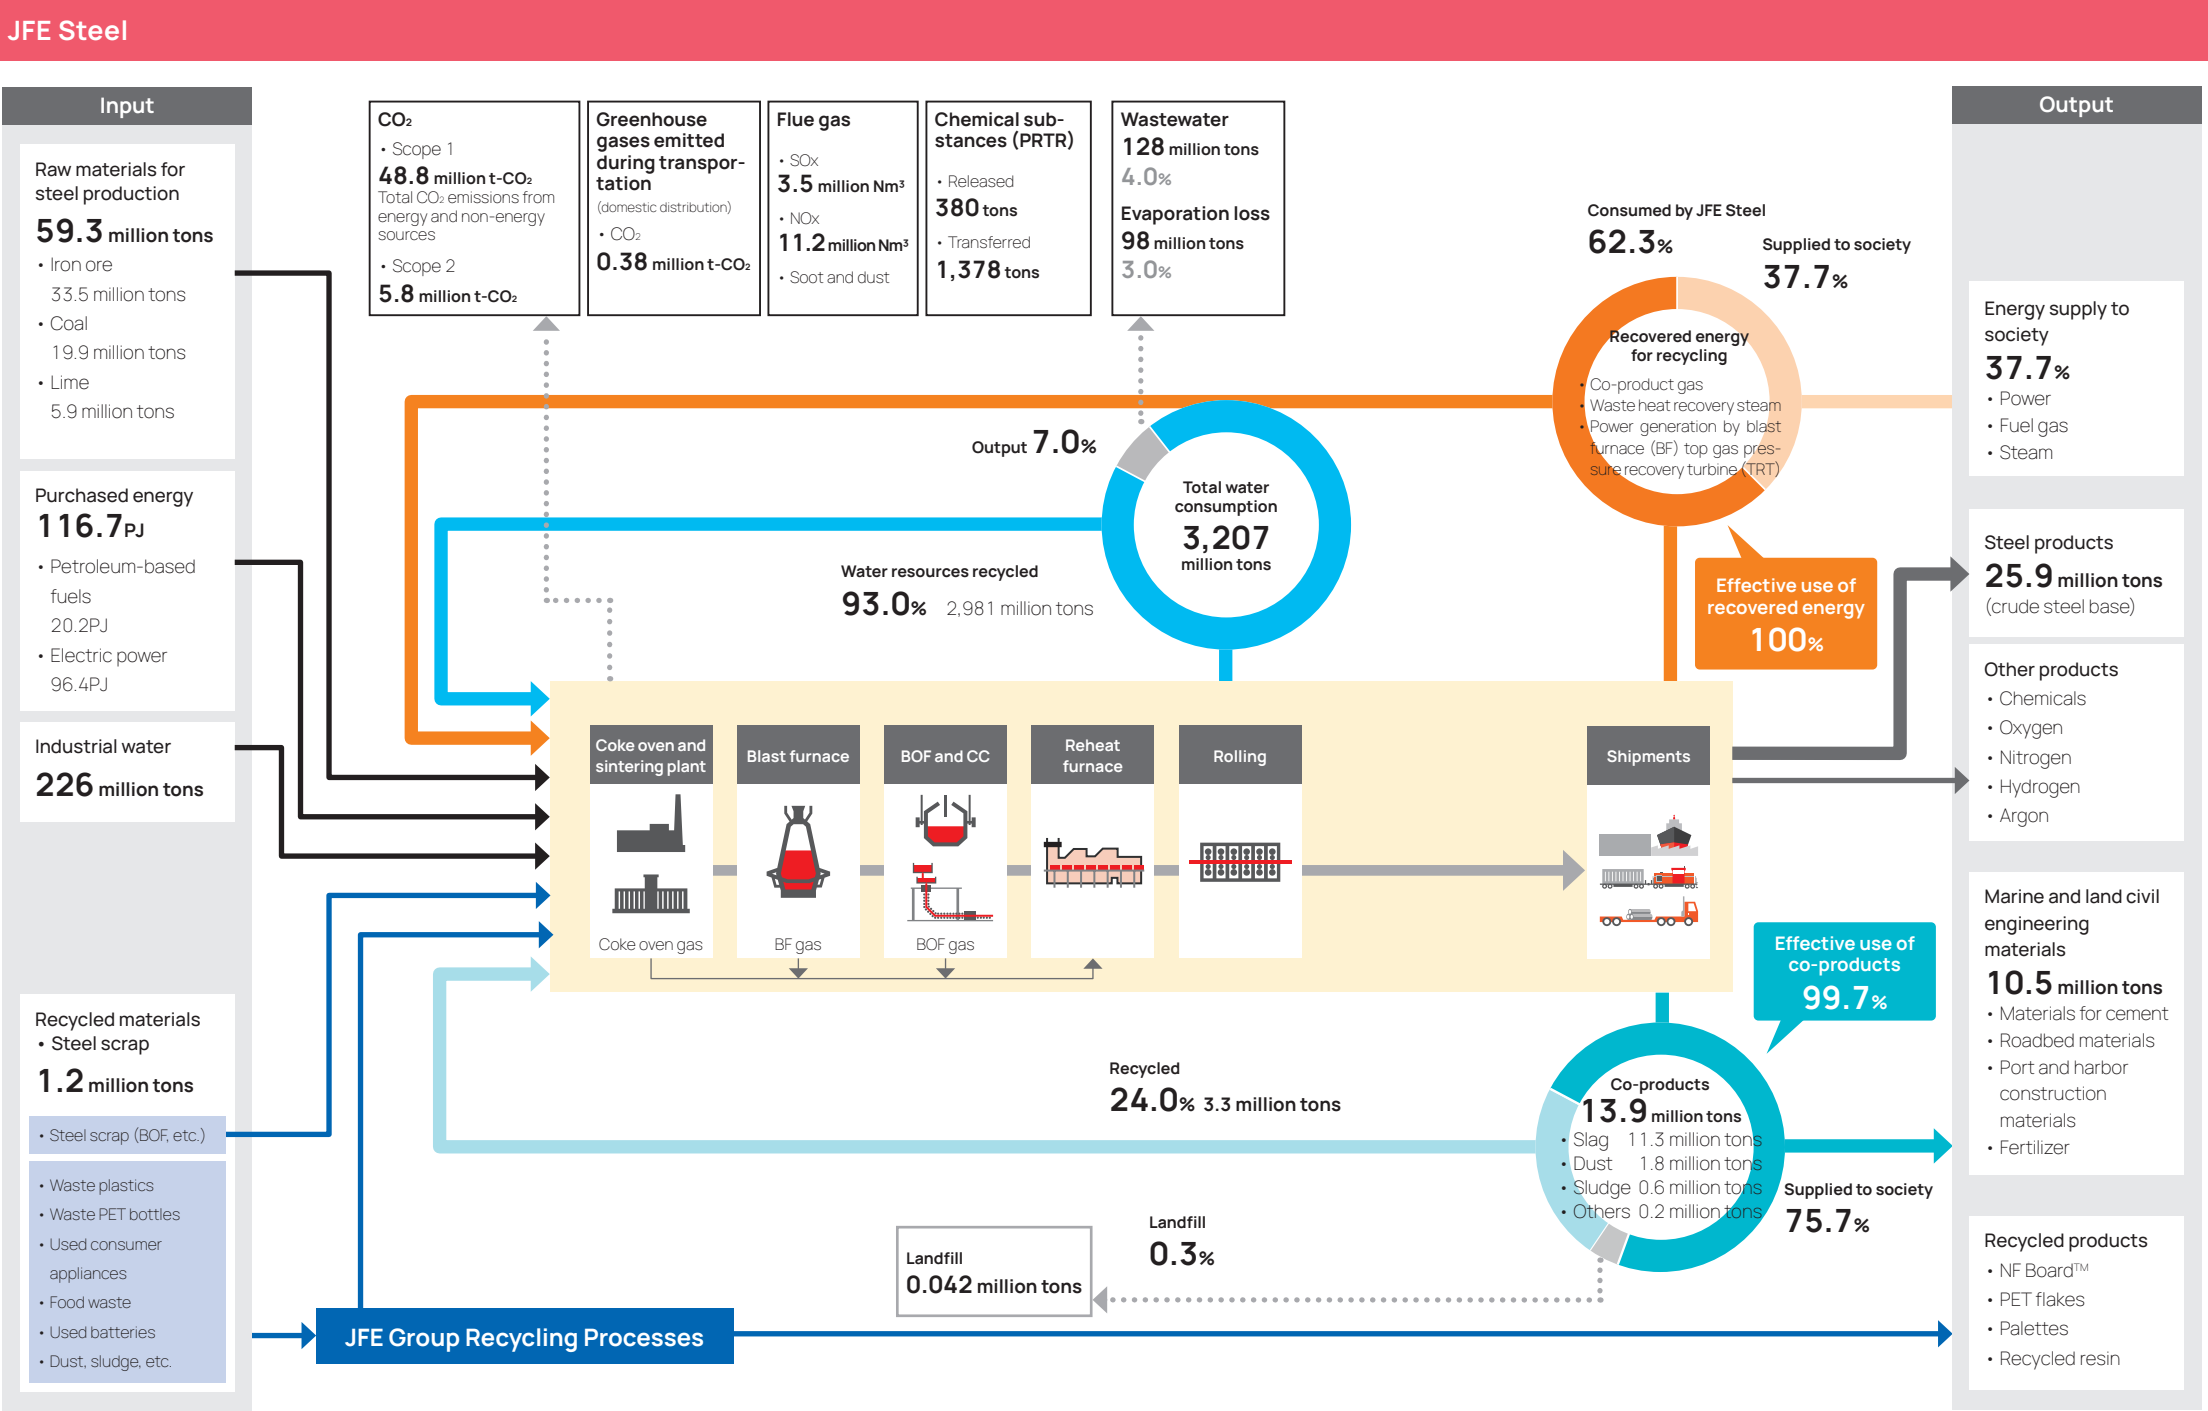 JFE Steel
Input
Raw materials for
steel production
59.3 million tons
• Iron ore
33.5 million tons
• Coal
19.9 million tons
• Lime
5.9 million tons
Purchased energy
116.7PJ
• Petroleum-based
fuels
20.2PJ
• Electric power
96.4PJ
Industrial water
226 million tons
Recycled materials
• Steel scrap
1.2 million tons
• Steel scrap (BOF, etc.)
• Waste plastics
• Waste PET bottles
• Used consumer
appliances
• Food waste
• Used batteries
• Dust, sludge, etc.
CO₂
• Scope 1
48.8 million t-CO₂
Total CO₂ emissions from
energy and non-energy
sources
• Scope 2
5.8 million t-CO₂
Greenhouse
gases emitted
during transpor-
tation
(domestic distribution)
• CO₂
0.38 million t-CO₂
Flue gas
• SOx
3.5 million Nm³
• NOx
11.2 million Nm³
• Soot and dust
Chemical sub-
stances (PRTR)
• Released
380 tons
• Transferred
1,378 tons
Wastewater
128 million tons
4.0%
Evaporation loss
98 million tons
3.0%
Consumed by JFE Steel
62.3%
Supplied to society
37.7%
Recovered energy
for recycling
• Co-product gas
• Waste heat recovery steam
• Power generation by blast
furnace (BF) top gas pres-
sure recovery turbine (TRT)
Effective use of
recovered energy
100%
Output 7.0%
Total water
consumption
3,207
million tons
Water resources recycled
93.0% 2,981 million tons
Coke oven and
sintering plant
Coke oven gas
Blast furnace
BF gas
BOF and CC
BOF gas
Reheat
furnace
Rolling
Shipments
Effective use of
co-products
99.7%
Recycled
24.0% 3.3 million tons
Co-products
13.9 million tons
• Slag 11.3 million tons
• Dust 1.8 million tons
• Sludge 0.6 million tons
• Others 0.2 million tons
Supplied to society
75.7%
Landfill
0.3%
Landfill
0.042 million tons
JFE Group Recycling Processes
Output
Energy supply to
society
37.7%
• Power
• Fuel gas
• Steam
Steel products
25.9 million tons
(crude steel base)
Other products
• Chemicals
• Oxygen
• Nitrogen
• Hydrogen
• Argon
Marine and land civil
engineering
materials
10.5 million tons
• Materials for cement
• Roadbed materials
• Port and harbor
construction
materials
• Fertilizer
Recycled products
• NF Board™
• PET flakes
• Palettes
• Recycled resin